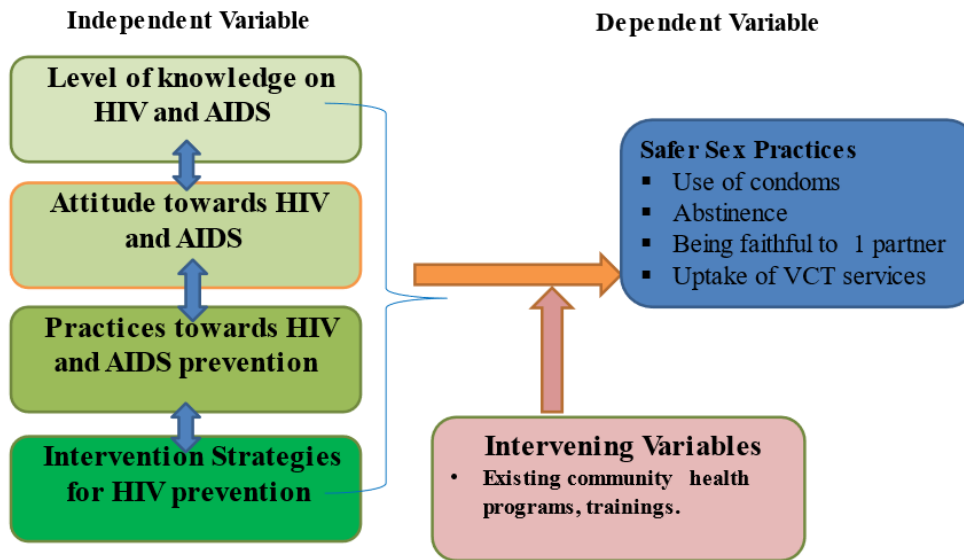 Independent Variable
Dependent Variable
Level of knowledge on
HIV and AIDS
Attitude towards HIV
and AIDS
Practices towards HIV
and AIDS prevention
Intervention Strategies
for HIV prevention
Safer Sex Practices
▪ Use of condoms
▪ Abstinence
▪ Being faithful to 1 partner
▪ Uptake of VCT services
Intervening Variables
• Existing community health
programs, trainings.